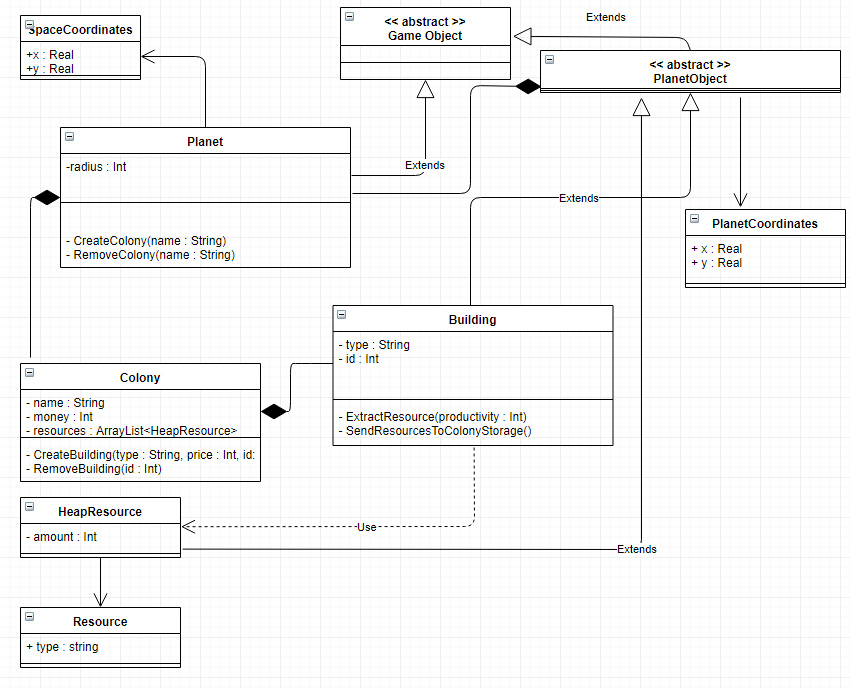 SpaceCoordinates
+x : Real
+y : Real
<< abstract >>
Game Object
Extends
<< abstract >>
PlanetObject
Planet
-radius : Int
- CreateColony(name : String)
- RemoveColony(name : String)
Extends
Extends
PlanetCoordinates
+ x : Real
+ y : Real
Building
- type : String
- id : Int
- ExtractResource(productivity : Int)
- SendResourcesToColonyStorage()
Colony
- name : String
- money : Int
- resources : ArrayList<HeapResource>
- CreateBuilding(type : String, price : Int, id:
- RemoveBuilding(id : Int)
HeapResource
- amount : Int
Use
Extends
Resource
+ type : string